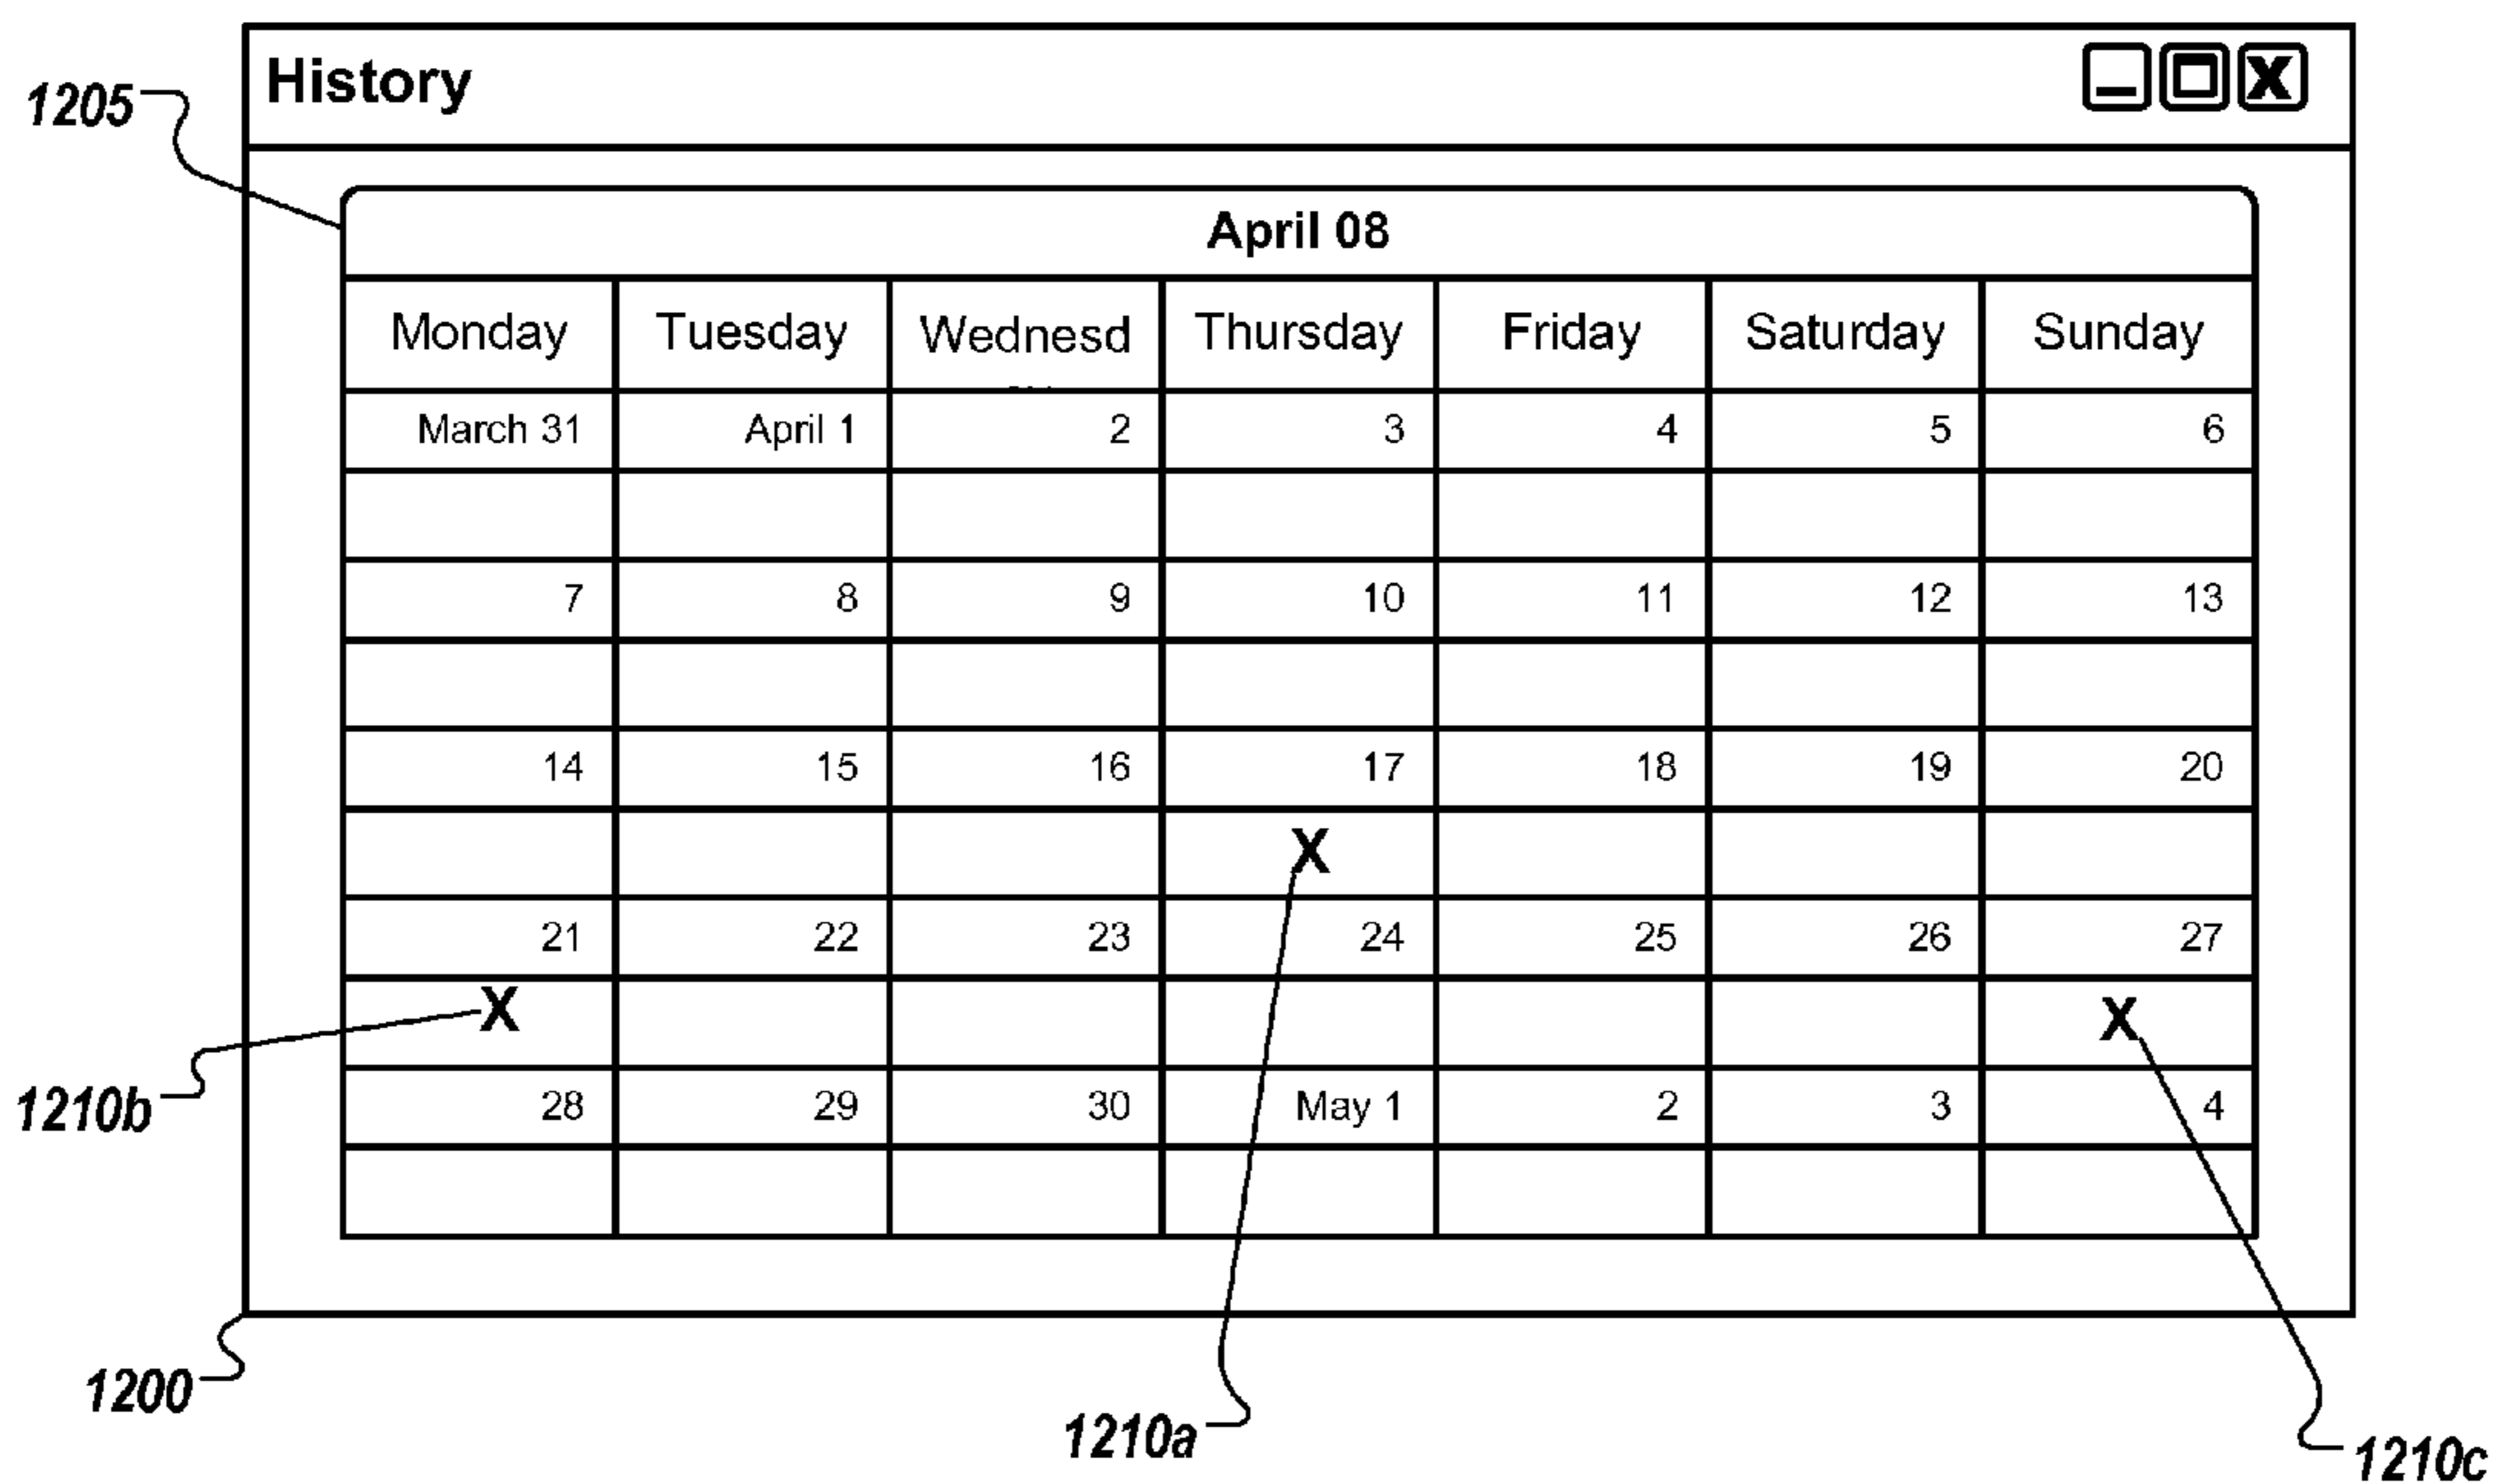 History
1205
April 08
Monday Tuesday Wednesd Thursday Friday Saturday Sunday
March 31 April 1 2 3 4 5 6
7 8 9 10 11 12 13
14 15 16 17 18 19 20
X
21 22 23 24 25 26 27
X X
1210b
28 29 30 May 1 2 3 4
1200
1210a
1210c